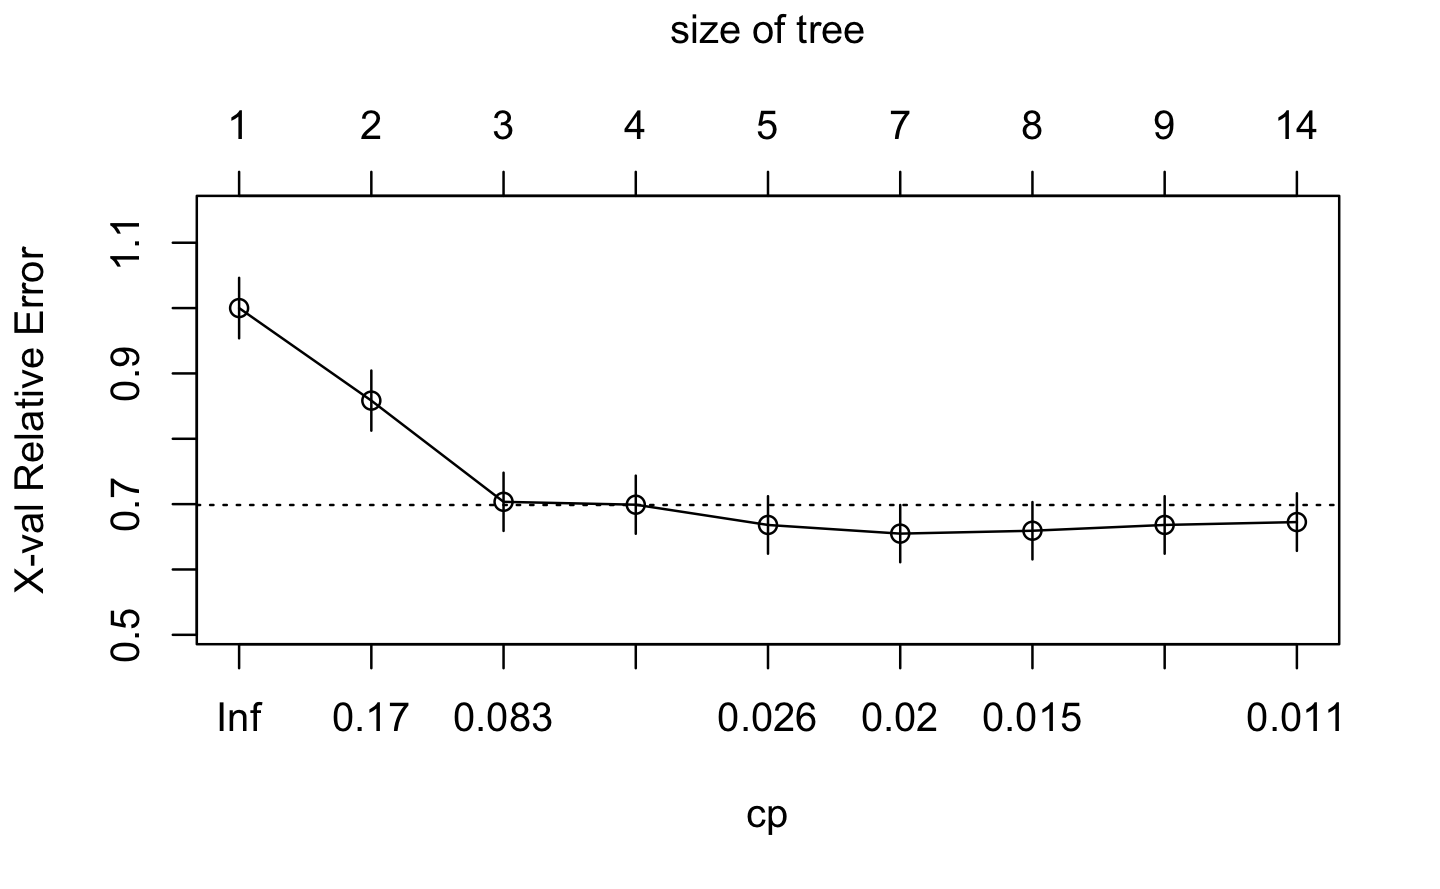 size of tree
1 2 3 4 5 7 8 9 14
X-val Relative Error
1.1
0.9
0.7
0.5
Inf 0.17 0.083 0.026 0.02 0.015 0.011
cp